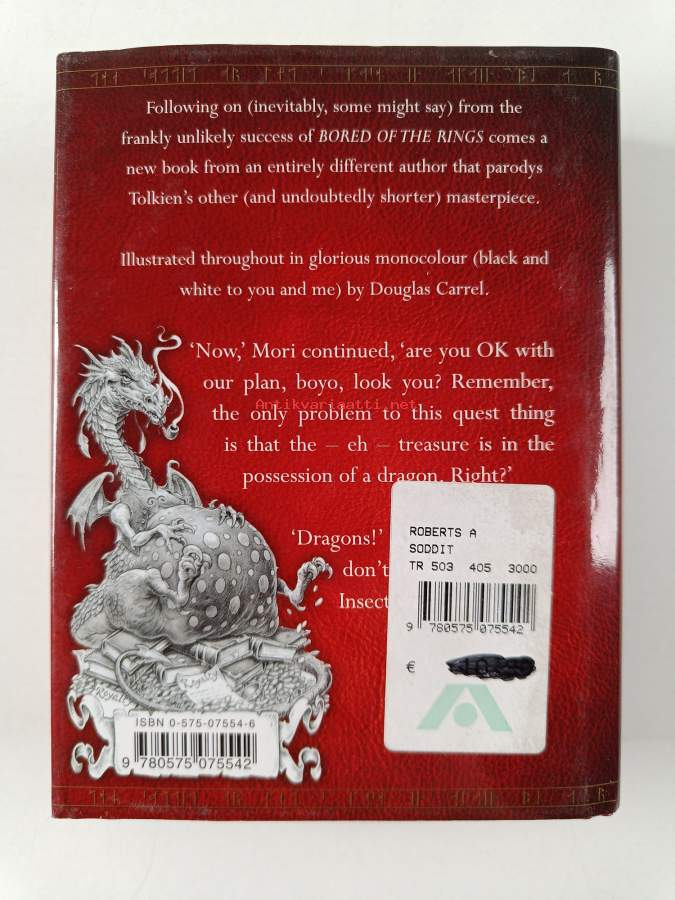 Following on (inevitably, some might say) from the
frankly unlikely success of BORED OF THE RINGS comes a
new book from an entirely different author that parodys
Tolkien's other (and undoubtedly shorter) masterpiece.
Illustrated throughout in glorious monocolour (black and
white to you and me) by Douglas Carrel.
‘Now,’ Mori continued, ‘are you OK with
our plan, boyo, look you? Remember,
the only problem to this quest thing
Antikvariaatti.net
is that the – eh – treasure is in the
possession of a dragon. Right?’
‘Dragons!’
don't
Insect
ROBERTS A
SODDIT
TR 503 405 3000
9 780575 075542
€
Royalty
ISBN 0-575-07554-6
9 780575 075542